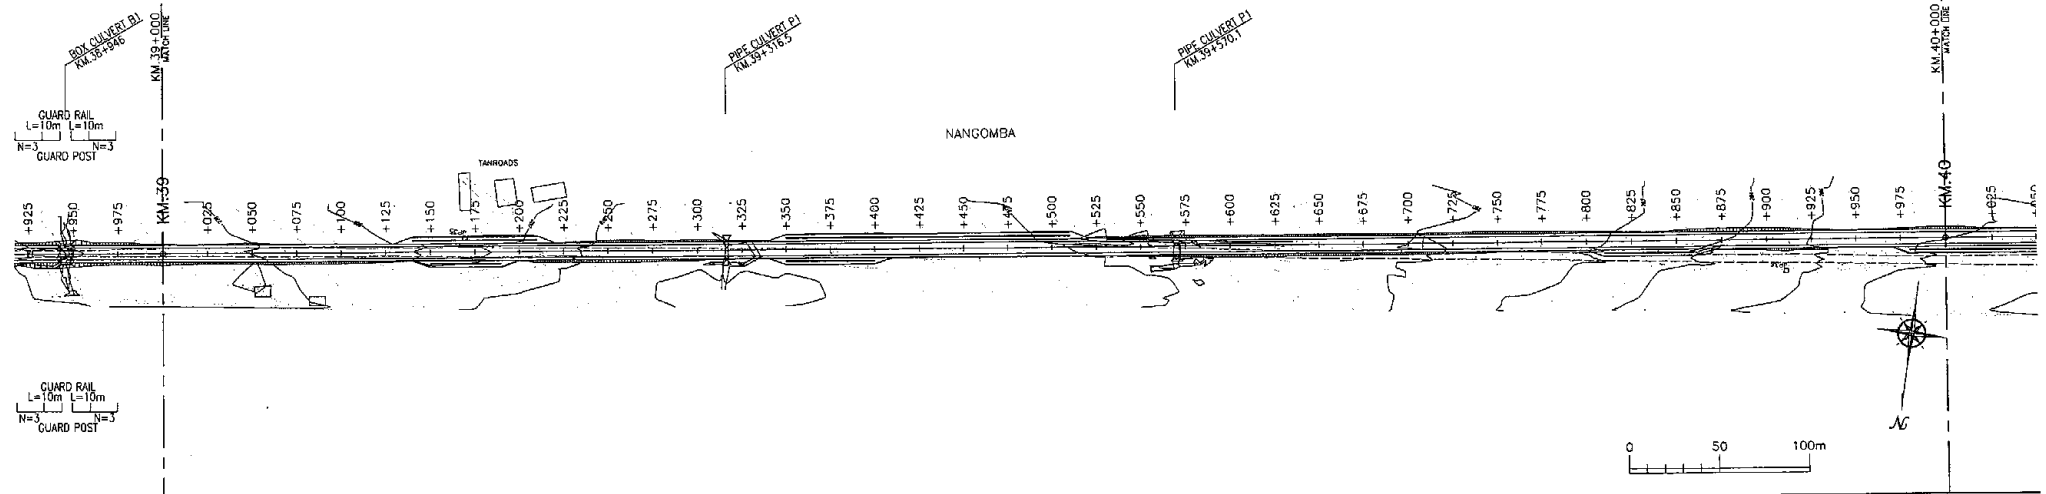 BOX CULVERT B1
KM.38+946
KM.39+000
MATCH LINE
PIPE CULVERT P1
KM.39+316.5
PIPE CULVERT P1
KM.39+570.1
KM.40+000
MATCH LINE
GUARD RAIL
L=10m L=10m
N=3 N=3
GUARD POST
NANGOMBA
TANROADS
+925 +950 +975 KM.39 +025 +050 +075 +100 +125 +150 +175 +200 +225 +250 +275 +300 +325 +350 +375 +400 +425 +450 +475 +500 +525 +550 +575 +600 +625 +650 +675 +700 +725 +750 +775 +800 +825 +850 +875 +900 +925 +950 +975 KM.40 +025 +050
GUARD RAIL
L=10m L=10m
N=3 N=3
GUARD POST
N
0 50 100m